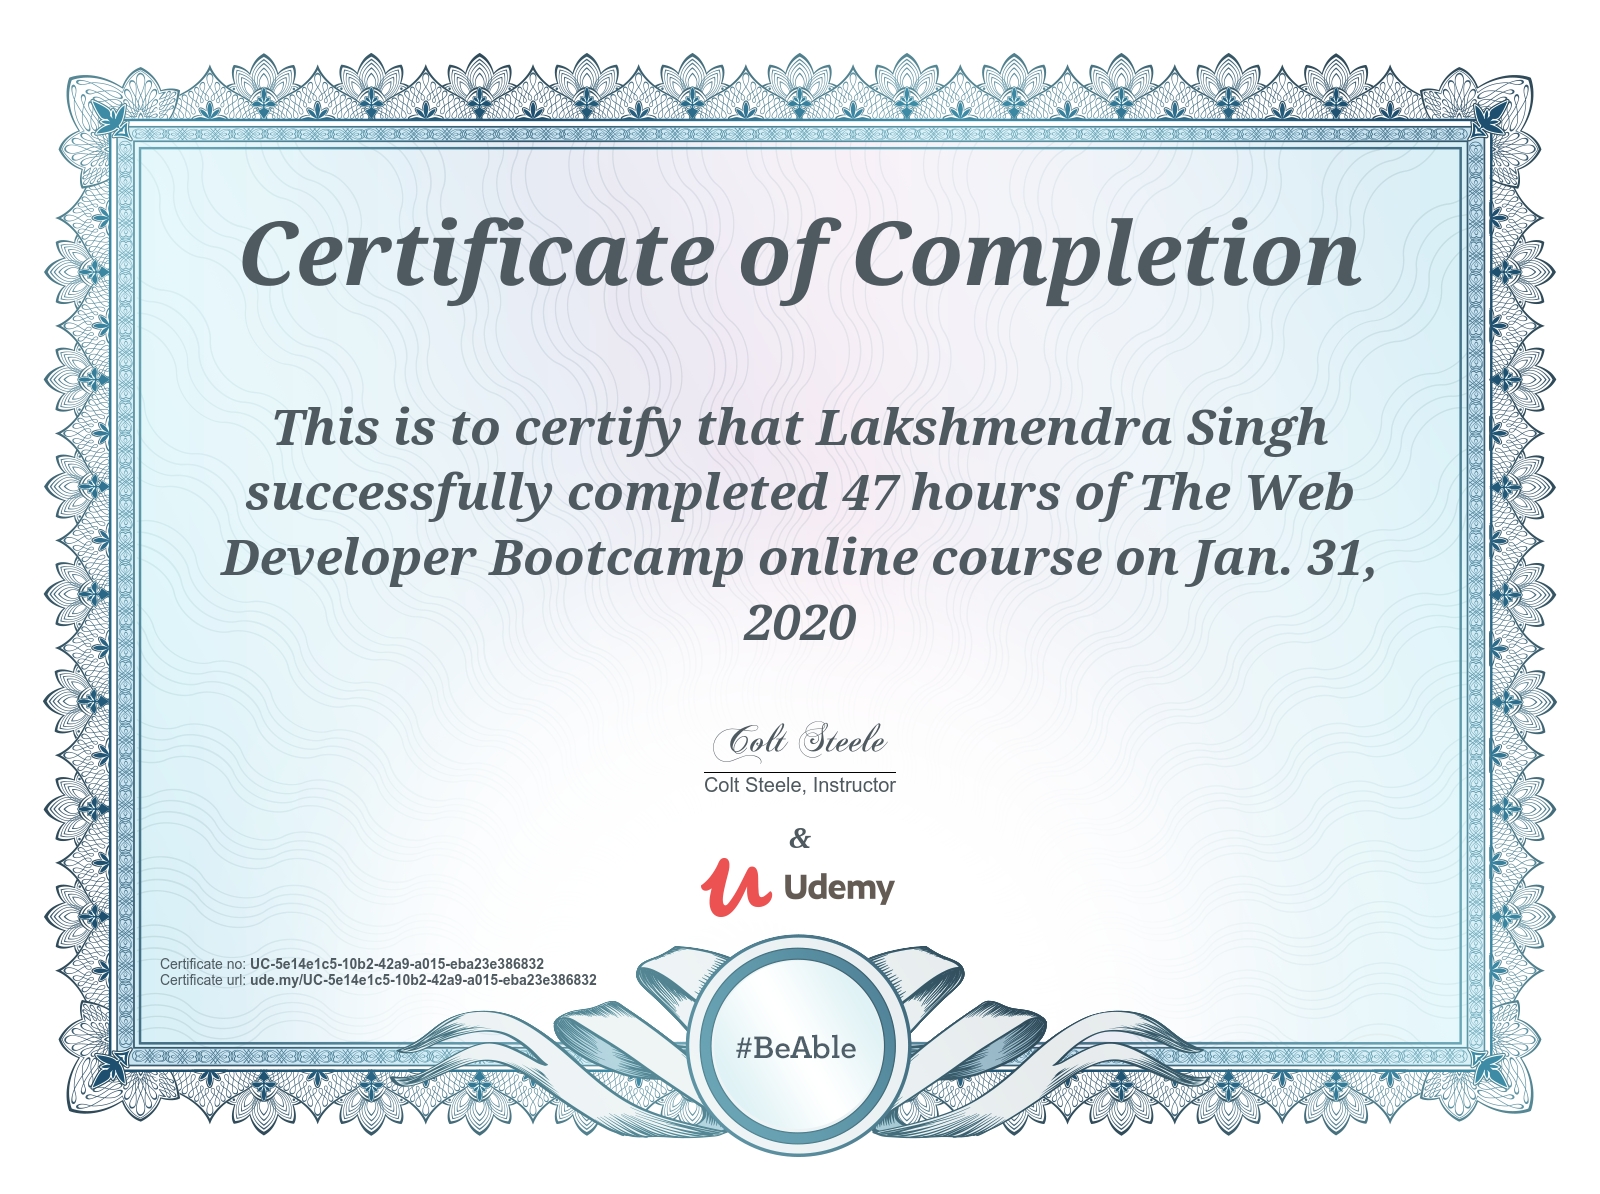 Certificate of Completion
This is to certify that Lakshmendra Singh
successfully completed 47 hours of The Web
Developer Bootcamp online course on Jan. 31,
2020
Colt Steele
Colt Steele, Instructor
&
Udemy
Certificate no: UC-5e14e1c5-10b2-42a9-a015-eba23e386832
Certificate url: ude.my/UC-5e14e1c5-10b2-42a9-a015-eba23e386832
#BeAble